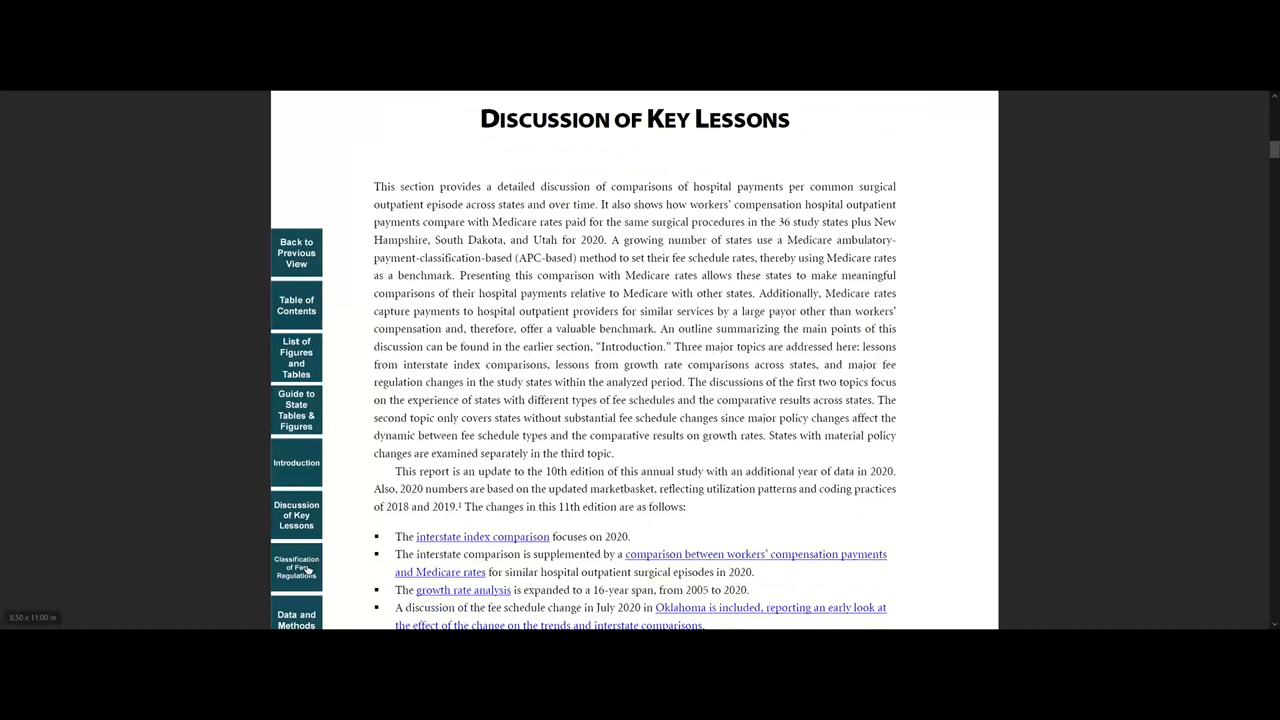 DISCUSSION OF KEY LESSONS
This section provides a detailed discussion of comparisons of hospital payments per common surgical
outpatient episode across states and over time. It also shows how workers' compensation hospital outpatient
payments compare with Medicare rates paid for the same surgical procedures in the 36 study states plus New
Hampshire, South Dakota, and Utah for 2020. A growing number of states use a Medicare ambulatory-
payment-classification-based (APC-based) method to set their fee schedule rates, thereby using Medicare rates
as a benchmark. Presenting this comparison with Medicare rates allows these states to make meaningful
comparisons of their hospital payments relative to Medicare with other states. Additionally, Medicare rates
capture payments to hospital outpatient providers for similar services by a large payor other than workers'
compensation and, therefore, offer a valuable benchmark. An outline summarizing the main points of this
discussion can be found in the earlier section, “Introduction.” Three major topics are addressed here: lessons
from interstate index comparisons, lessons from growth rate comparisons across states, and major fee
regulation changes in the study states within the analyzed period. The discussions of the first two topics focus
on the experience of states with different types of fee schedules and the comparative results across states. The
second topic only covers states without substantial fee schedule changes since major policy changes affect the
dynamic between fee schedule types and the comparative results on growth rates. States with material policy
changes are examined separately in the third topic.
This report is an update to the 10th edition of this annual study with an additional year of data in 2020.
Also, 2020 numbers are based on the updated marketbasket, reflecting utilization patterns and coding practices
of 2018 and 2019.¹ The changes in this 11th edition are as follows:
▪ The interstate index comparison focuses on 2020.
▪ The interstate comparison is supplemented by a comparison between workers' compensation payments
and Medicare rates for similar hospital outpatient surgical episodes in 2020.
▪ The growth rate analysis is expanded to a 16-year span, from 2005 to 2020.
▪ A discussion of the fee schedule change in July 2020 in Oklahoma is included, reporting an early look at
the effect of the change on the trends and interstate comparisons.
Back to
Previous
View
Table of
Contents
List of
Figures
and
Tables
Guide to
State
Tables &
Figures
Introduction
Discussion
of Key
Lessons
Classification
of Fee
Regulations
Data and
Methods
8.50 x 11.00 in